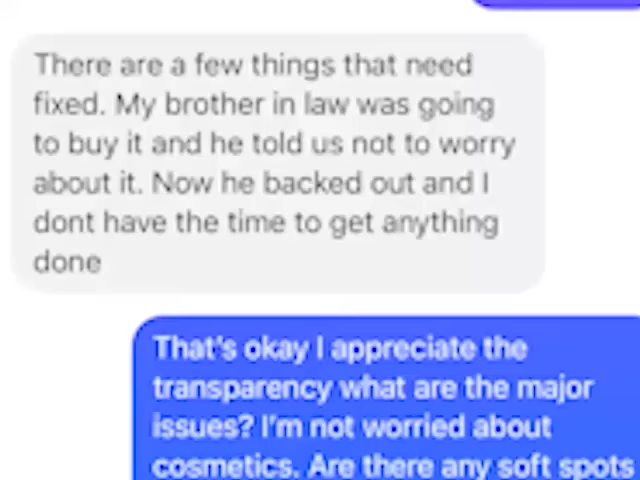 There are a few things that need
fixed. My brother in law was going
to buy it and he told us not to worry
about it. Now he backed out and I
dont have the time to get anything
done
That's okay I appreciate the
transparency what are the major
issues? I'm not worried about
cosmetics. Are there any soft spots